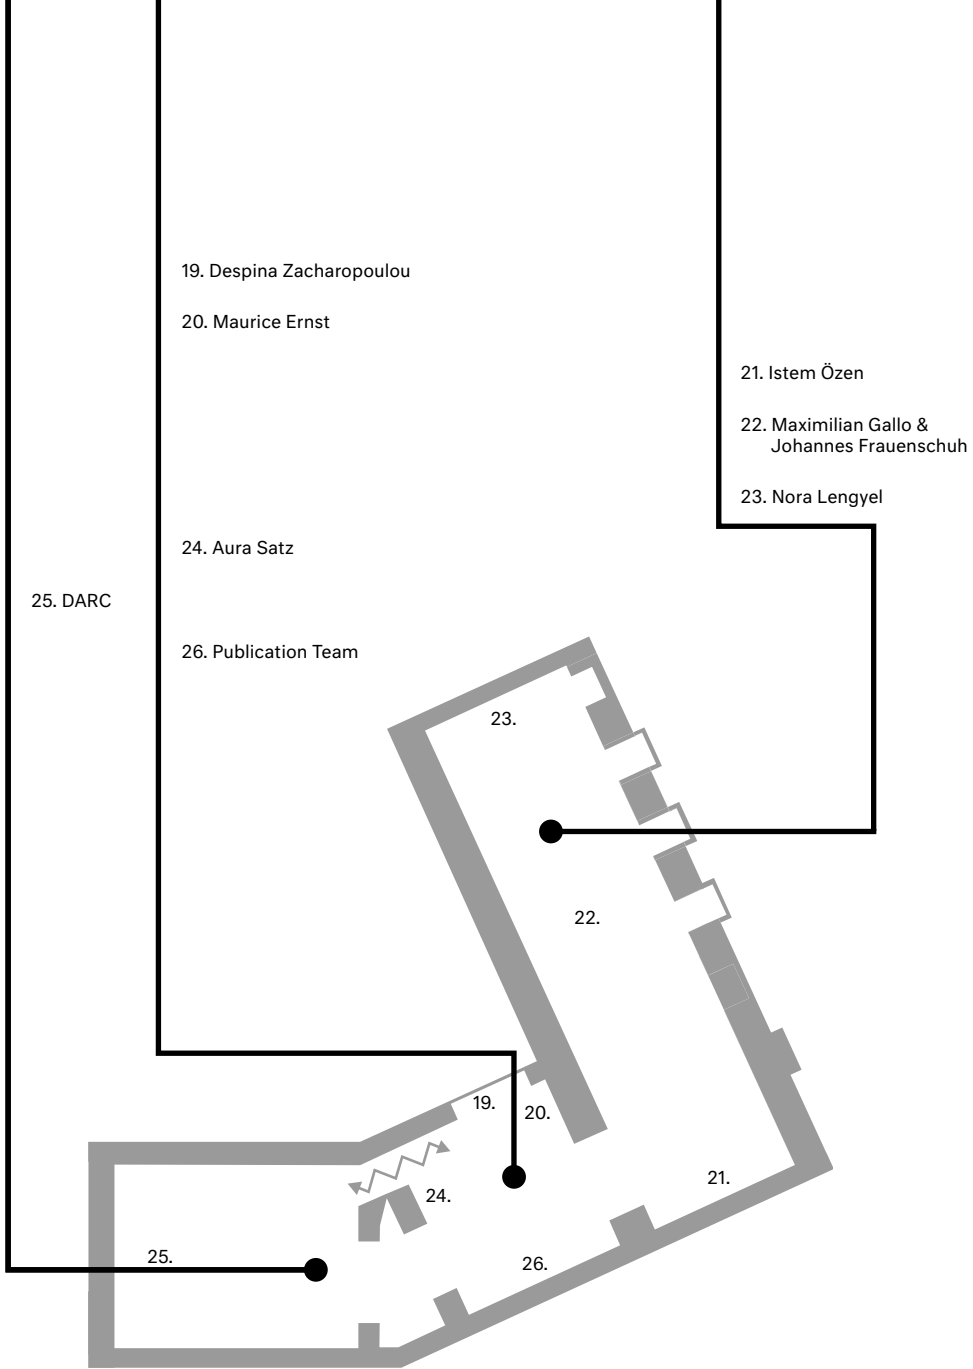 19. Despina Zacharopoulou
20. Maurice Ernst
21. Istem Özen
22. Maximilian Gallo &
Johannes Frauenschuh
23. Nora Lengyel
24. Aura Satz
25. DARC
26. Publication Team
23.
22.
19.
20.
21.
24.
25.
26.